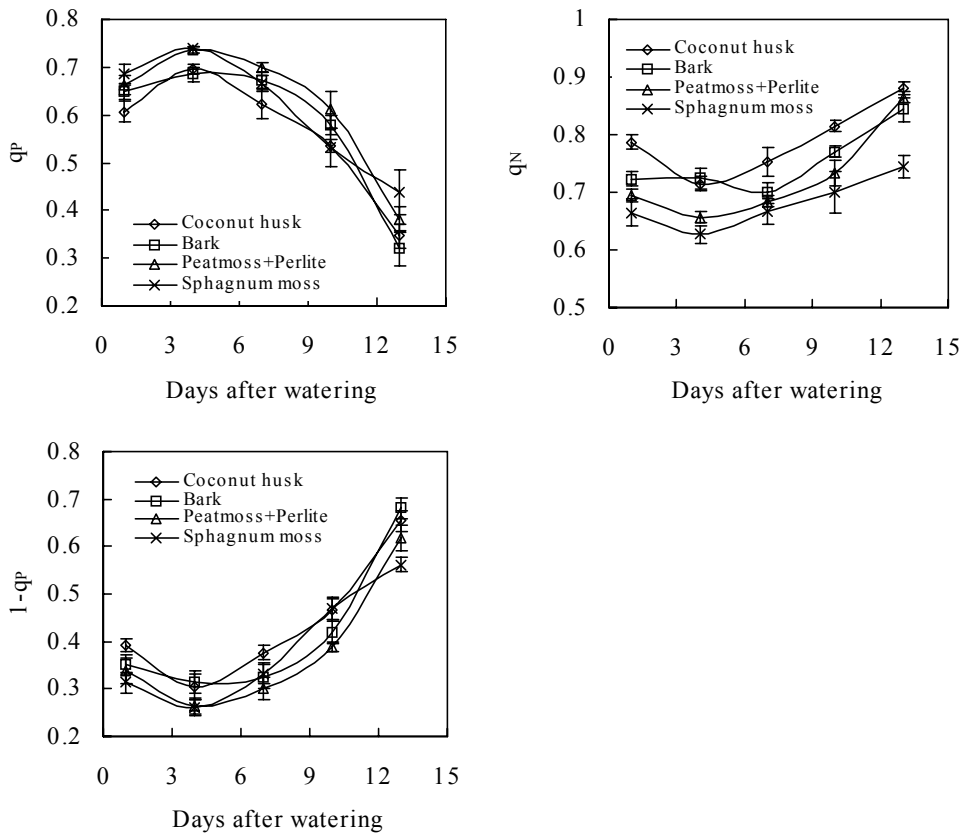 0.8
0.7
0.6
0.5
0.4
0.3
0.2
qP
Coconut husk
Bark
Peatmoss+Perlite
Sphagnum moss
0 3 6 9 12 15
Days after watering
1
0.9
0.8
0.7
0.6
0.5
qN
Coconut husk
Bark
Peatmoss+Perlite
Sphagnum moss
0 3 6 9 12 15
Days after watering
0.8
0.7
0.6
0.5
0.4
0.3
0.2
1-qP
Coconut husk
Bark
Peatmoss+Perlite
Sphagnum moss
0 3 6 9 12 15
Days after watering